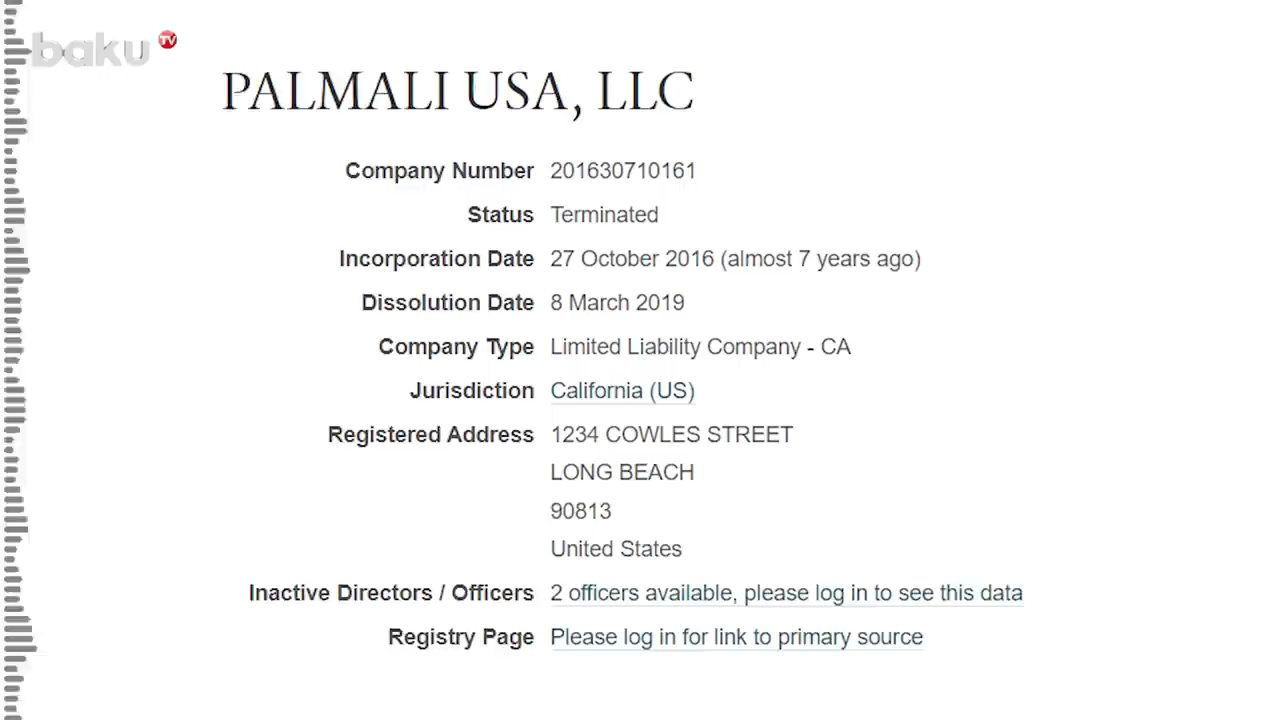 baku TV
PALMALI USA, LLC
Company Number 201630710161
Status Terminated
Incorporation Date 27 October 2016 (almost 7 years ago)
Dissolution Date 8 March 2019
Company Type Limited Liability Company - CA
Jurisdiction California (US)
Registered Address 1234 COWLES STREET
LONG BEACH
90813
United States
Inactive Directors / Officers 2 officers available, please log in to see this data
Registry Page Please log in for link to primary source